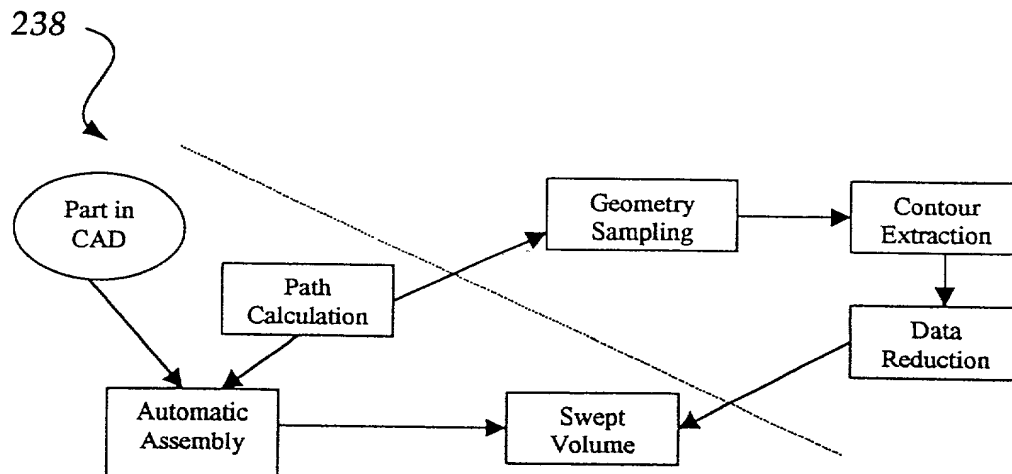 238
Part in
CAD
Geometry
Sampling
Contour
Extraction
Path
Calculation
Data
Reduction
Automatic
Assembly
Swept
Volume